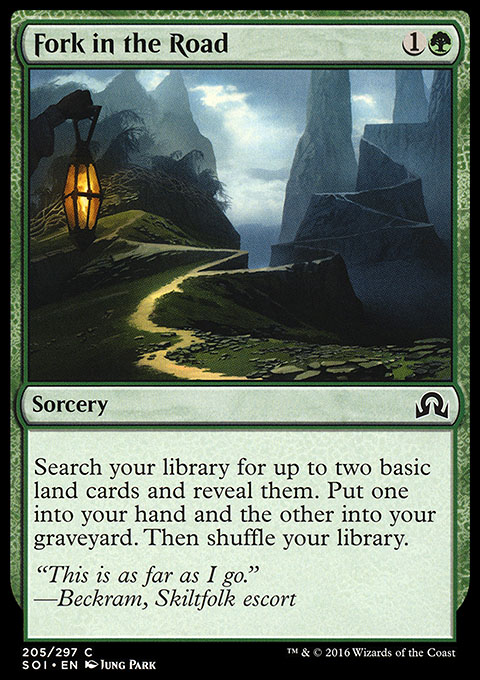 Fork in the Road 1
Sorcery
Search your library for up to two basic
land cards and reveal them. Put one
into your hand and the other into your
graveyard. Then shuffle your library.
“This is as far as I go.”
—Beckram, Skiltfolk escort
205/297 C
SOI • EN Jung Park
™ & © 2016 Wizards of the Coast